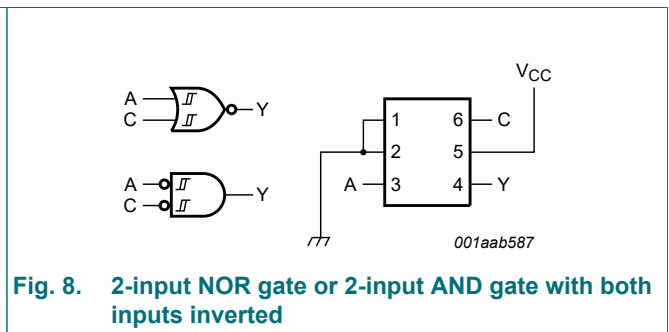 A
C
Y
A
C
Y
VCC
1
6
C
2
5
A
3
4
Y
001aab587
Fig. 8. 2-input NOR gate or 2-input AND gate with both
inputs inverted